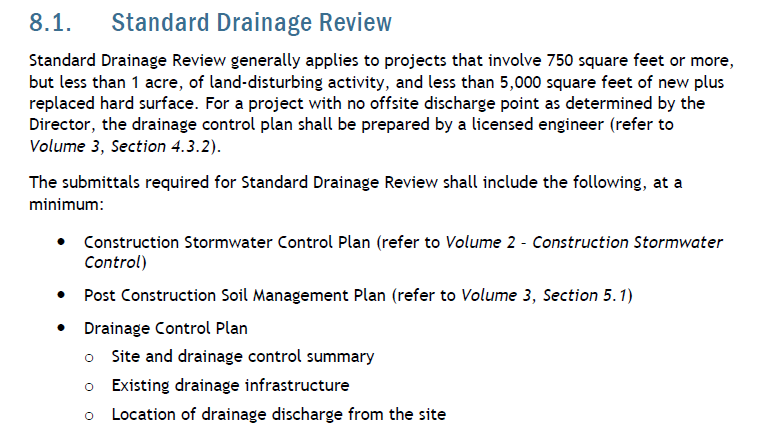 8.1. Standard Drainage Review
Standard Drainage Review generally applies to projects that involve 750 square feet or more,
but less than 1 acre, of land-disturbing activity, and less than 5,000 square feet of new plus
replaced hard surface. For a project with no offsite discharge point as determined by the
Director, the drainage control plan shall be prepared by a licensed engineer (refer to
Volume 3, Section 4.3.2).
The submittals required for Standard Drainage Review shall include the following, at a
minimum:
• Construction Stormwater Control Plan (refer to Volume 2 – Construction Stormwater
Control)
• Post Construction Soil Management Plan (refer to Volume 3, Section 5.1)
• Drainage Control Plan
o Site and drainage control summary
o Existing drainage infrastructure
o Location of drainage discharge from the site